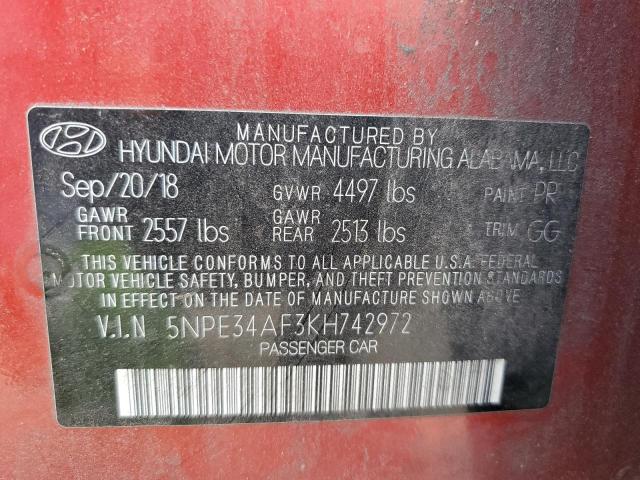 MANUFACTURED BY
HYUNDAI MOTOR MANUFACTURING ALABAMA, LLC
Sep/20/18 GVWR 4497 lbs PAINT PR
GAWR FRONT 2557 lbs GAWR REAR 2513 lbs TRIM GG
THIS VEHICLE CONFORMS TO ALL APPLICABLE U.S.A. FEDERAL
MOTOR VEHICLE SAFETY, BUMPER, AND THEFT PREVENTION STANDARDS
IN EFFECT ON THE DATE OF MANUFACTURE SHOWN ABOVE.
V.I.N 5NPE34AF3KH742972
PASSENGER CAR